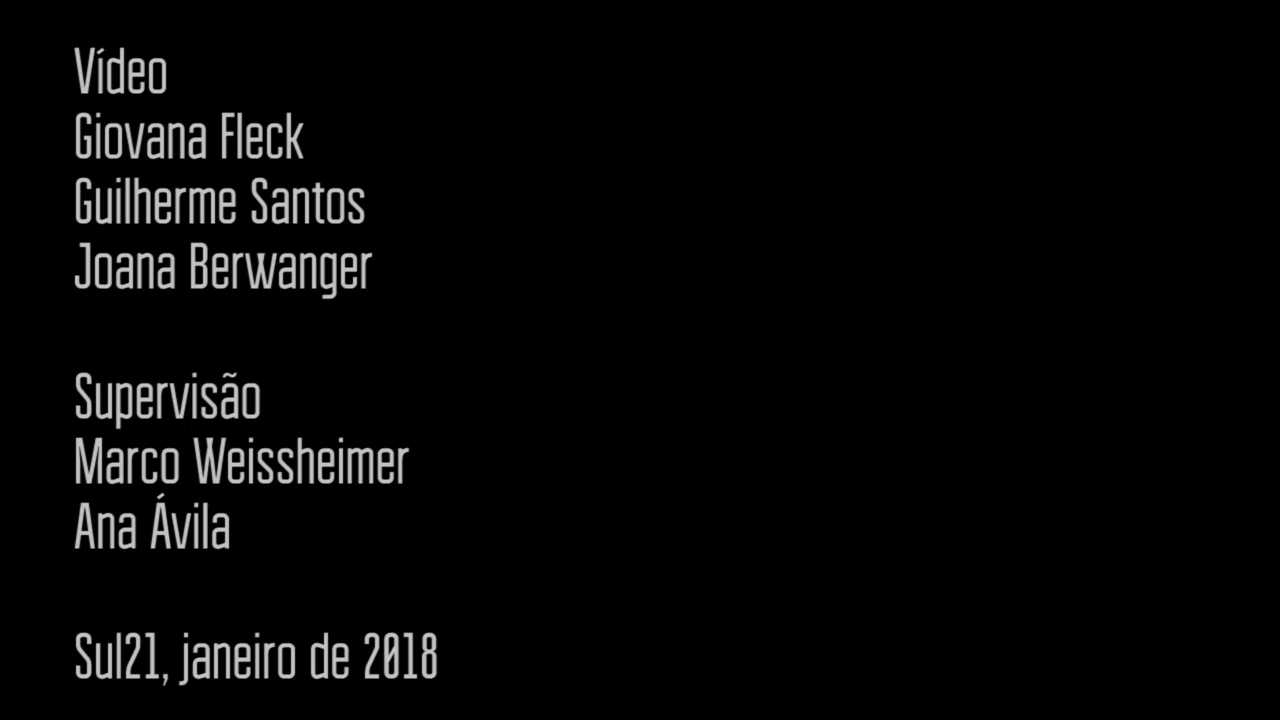 Vídeo
Giovana Fleck
Guilherme Santos
Joana Berwanger
Supervisão
Marco Weissheimer
Ana Ávila
Sul21, janeiro de 2018